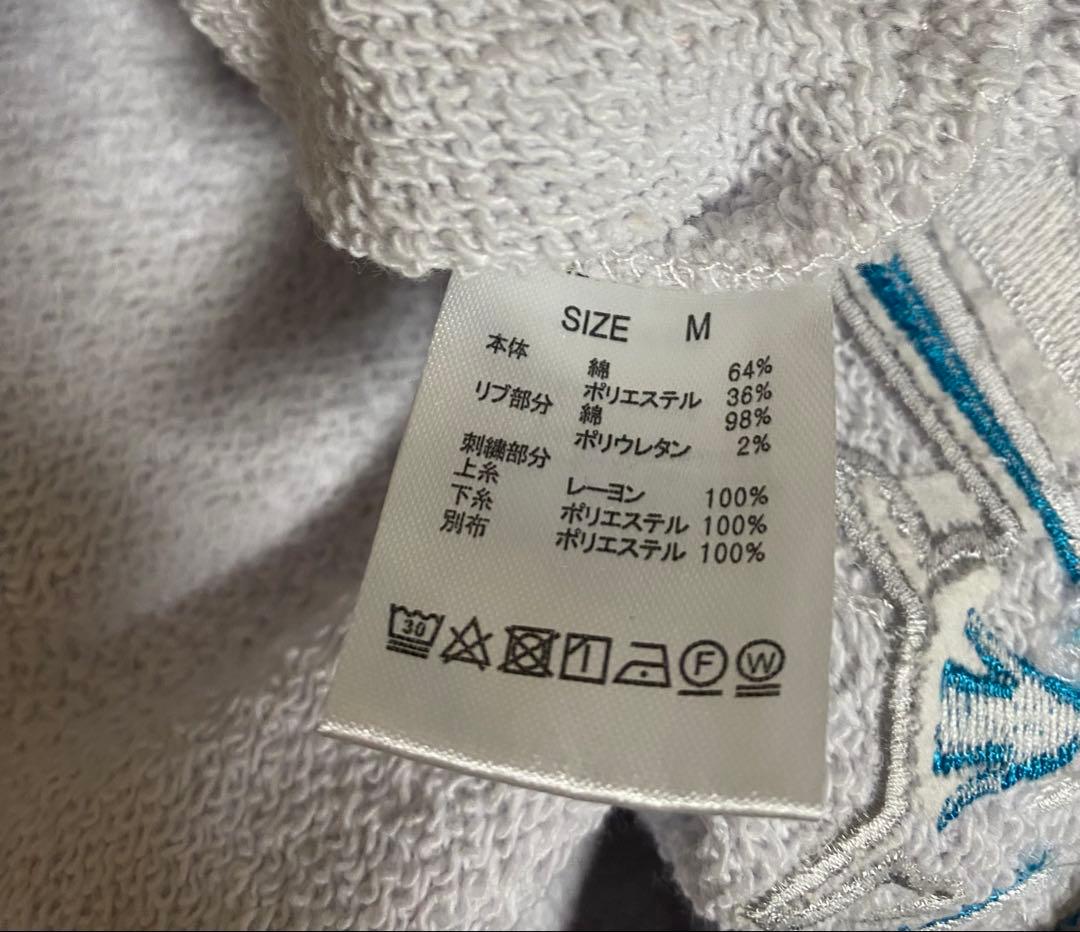 SIZE M
本体 綿 64%
ポリエステル 36%
リブ部分 綿 98%
ポリウレタン 2%
刺繍部分
上糸 レーヨン 100%
下糸 ポリエステル 100%
別布 ポリエステル 100%
30 F W